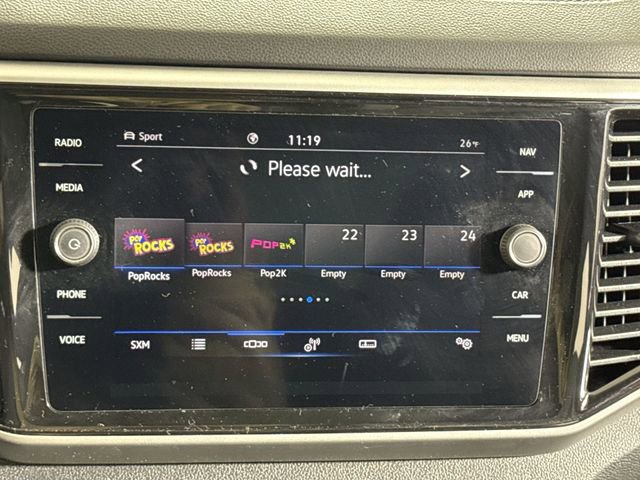 RADIO
MEDIA
PHONE
VOICE
Sport
11:19
26°F
< Please wait... >
POP ROCKS
POP ROCKS
POP2K
22
23
24
PopRocks
PopRocks
Pop2K
Empty
Empty
Empty
SXM
NAV
APP
CAR
MENU